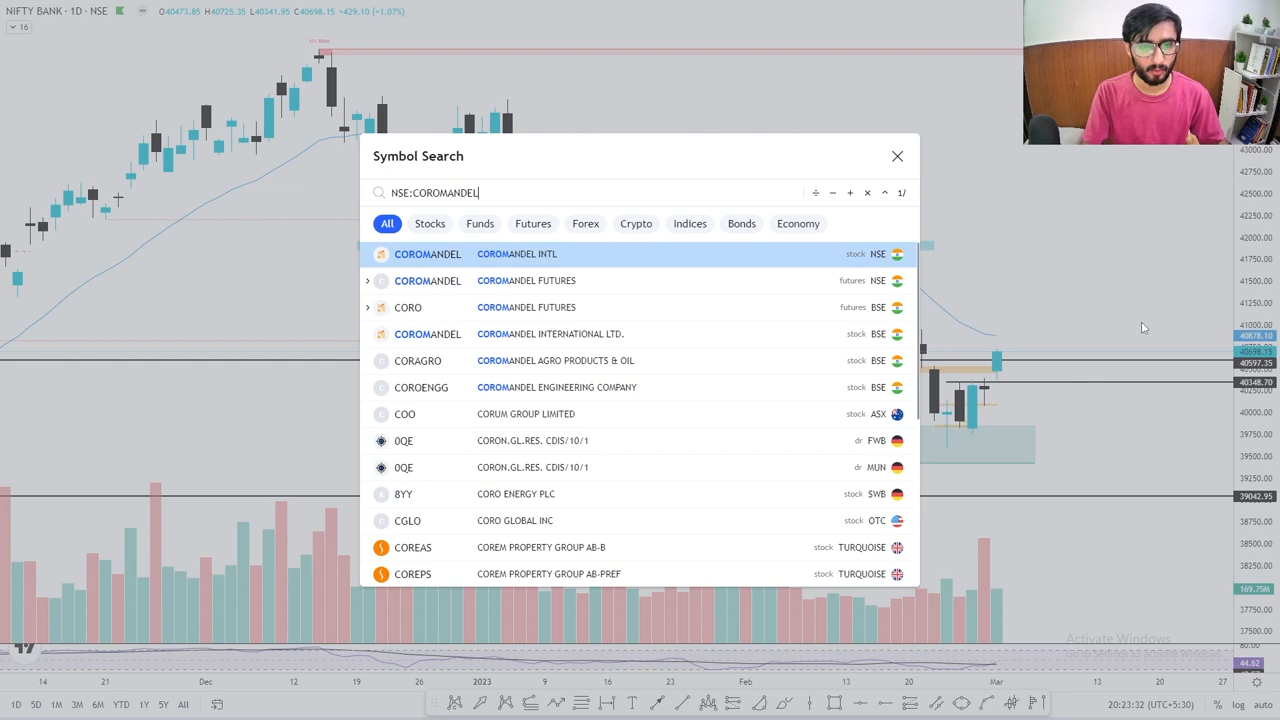 NIFTY BANK · 1D · NSE O40473.85 H40725.35 L40341.95 C40698.15 +429.10 (+1.07%)
16
Symbol Search
NSE:COROMANDEL
÷ − + × ^ 1/
All Stocks Funds Futures Forex Crypto Indices Bonds Economy
COROMANDEL COROMANDEL INTL stock NSE
COROMANDEL COROMANDEL FUTURES futures NSE
CORO COROMANDEL FUTURES futures BSE
COROMANDEL COROMANDEL INTERNATIONAL LTD. stock BSE
CORAGRO COROMANDEL AGRO PRODUCTS & OIL stock BSE
COROENGG COROMANDEL ENGINEERING COMPANY stock BSE
COO CORUM GROUP LIMITED stock ASX
0QE CORON.GL.RES. CDIS/10/1 dr FWB
0QE CORON.GL.RES. CDIS/10/1 dr MUN
8YY CORO ENERGY PLC stock SWB
CGLO CORO GLOBAL INC stock OTC
COREAS COREM PROPERTY GROUP AB-B stock TURQUOISE
COREPS COREM PROPERTY GROUP AB-PREF stock TURQUOISE
43000.00
42750.00
42500.00
42250.00
42000.00
41750.00
41500.00
41250.00
41000.00
40878.10
40698.15
40597.35
40348.70
40000.00
39750.00
39500.00
39250.00
39042.95
38750.00
38500.00
38250.00
169.75M
37750.00
37500.00
80.00
44.62
Activate Windows
14 21 Dec 12 19 26 2023 9 16 Feb 13 20 Mar 13 20 27
1D 5D 1M 3M 6M YTD 1Y 5Y All
20:23:32 (UTC+5:30) % log auto